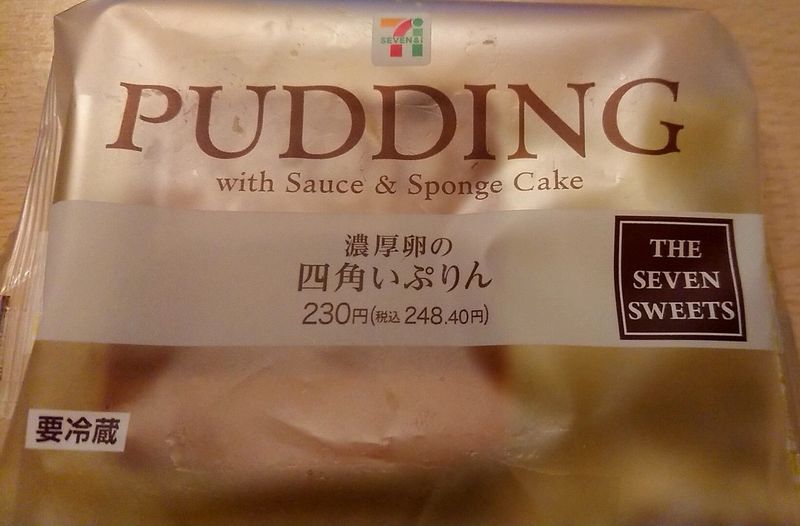 SEVEN&i
PUDDING
with Sauce & Sponge Cake
濃厚卵の
四角いぷりん
230円(税込 248.40円)
THE
SEVEN
SWEETS
要冷蔵